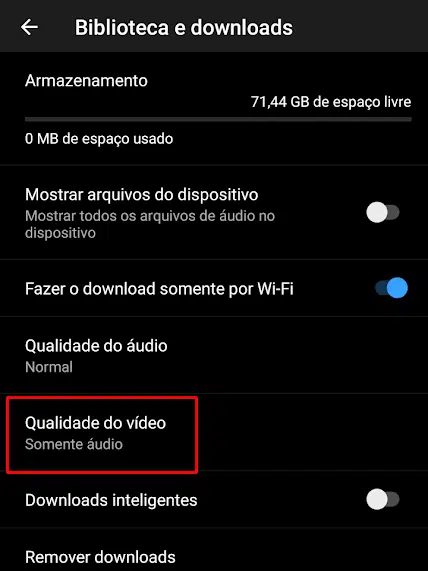 Biblioteca e downloads
Armazenamento
71,44 GB de espaço livre
0 MB de espaço usado
Mostrar arquivos do dispositivo
Mostrar todos os arquivos de áudio no
dispositivo
Fazer o download somente por Wi-Fi
Qualidade do áudio
Normal
Qualidade do vídeo
Somente áudio
Downloads inteligentes
Remover downloads